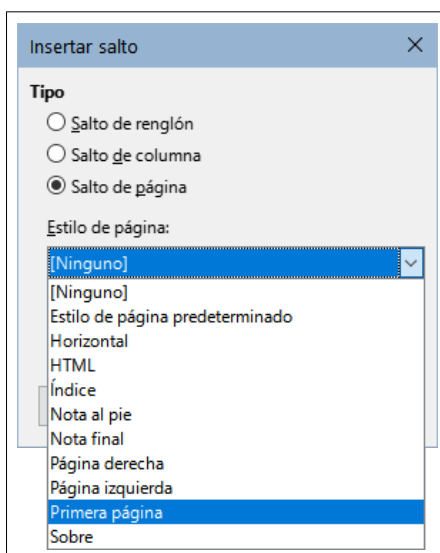 Insertar salto
Tipo
Salto de renglón
Salto de columna
Salto de página
Estilo de página:
[Ninguno]
[Ninguno]
Estilo de página predeterminado
Horizontal
HTML
Índice
Nota al pie
Nota final
Página derecha
Página izquierda
Primera página
Sobre